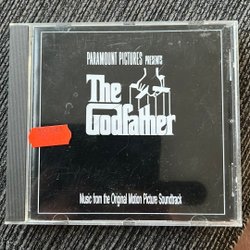 PARAMOUNT PICTURES PRESENTS
The
Godfather
Music from the Original Motion Picture Soundtrack